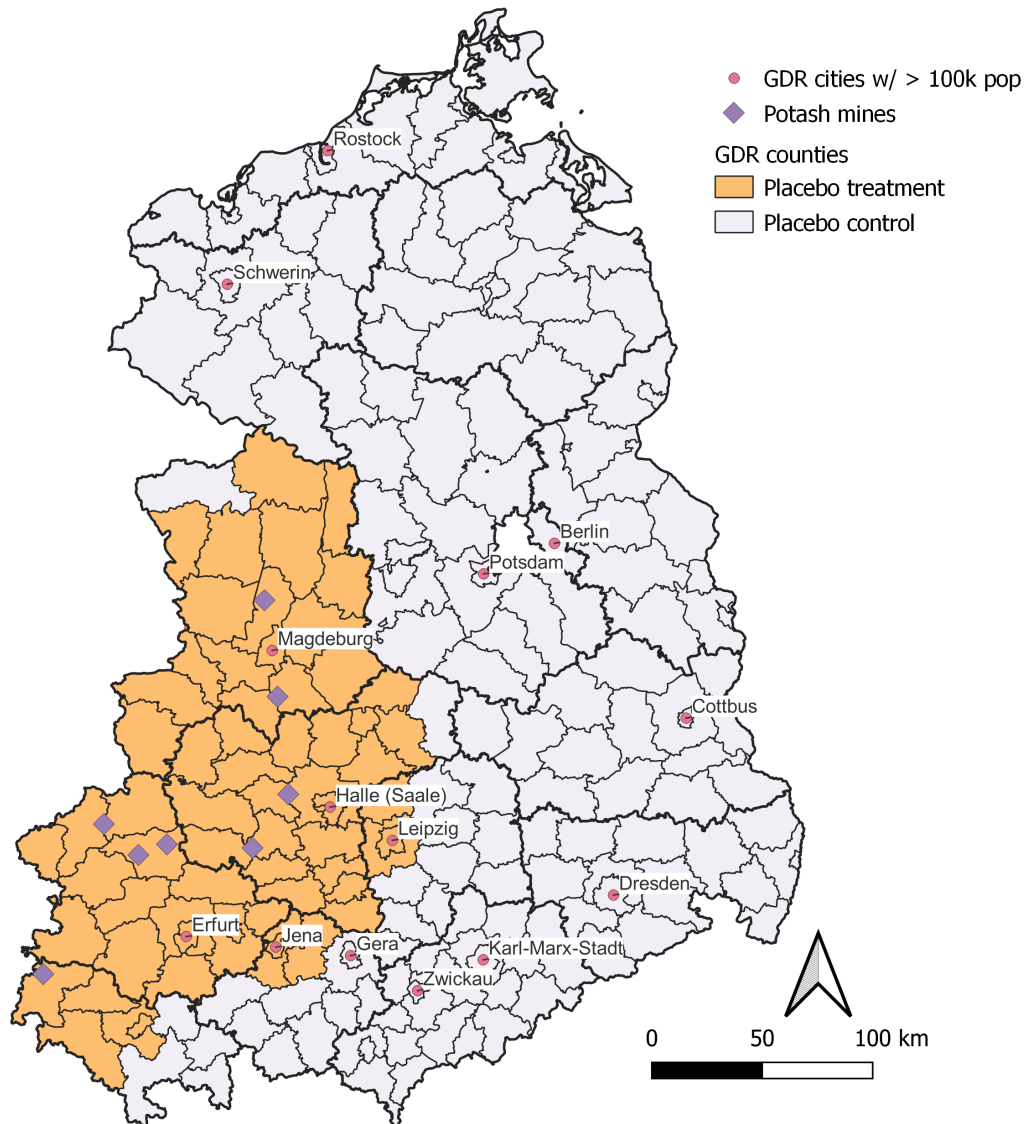 GDR cities w/ > 100k pop
Potash mines
GDR counties
Placebo treatment
Placebo control
Rostock
Schwerin
Berlin
Potsdam
Magdeburg
Cottbus
Halle (Saale)
Leipzig
Dresden
Erfurt
Jena
Gera
Karl-Marx-Stadt
Zwickau
0 50 100 km